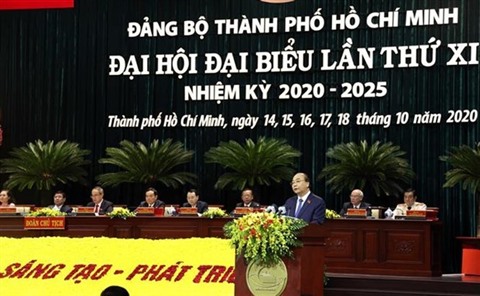 ĐẢNG BỘ THÀNH PHỐ HỒ CHÍ MINH
ĐẠI HỘI ĐẠI BIỂU LẦN THỨ XI
NHIỆM KỲ 2020 - 2025
Thành phố Hồ Chí Minh, ngày 14, 15, 16, 17, 18 tháng 10 năm 2020
ĐOÀN CHỦ TỊCH
SÁNG TẠO - PHÁT TRIỂ